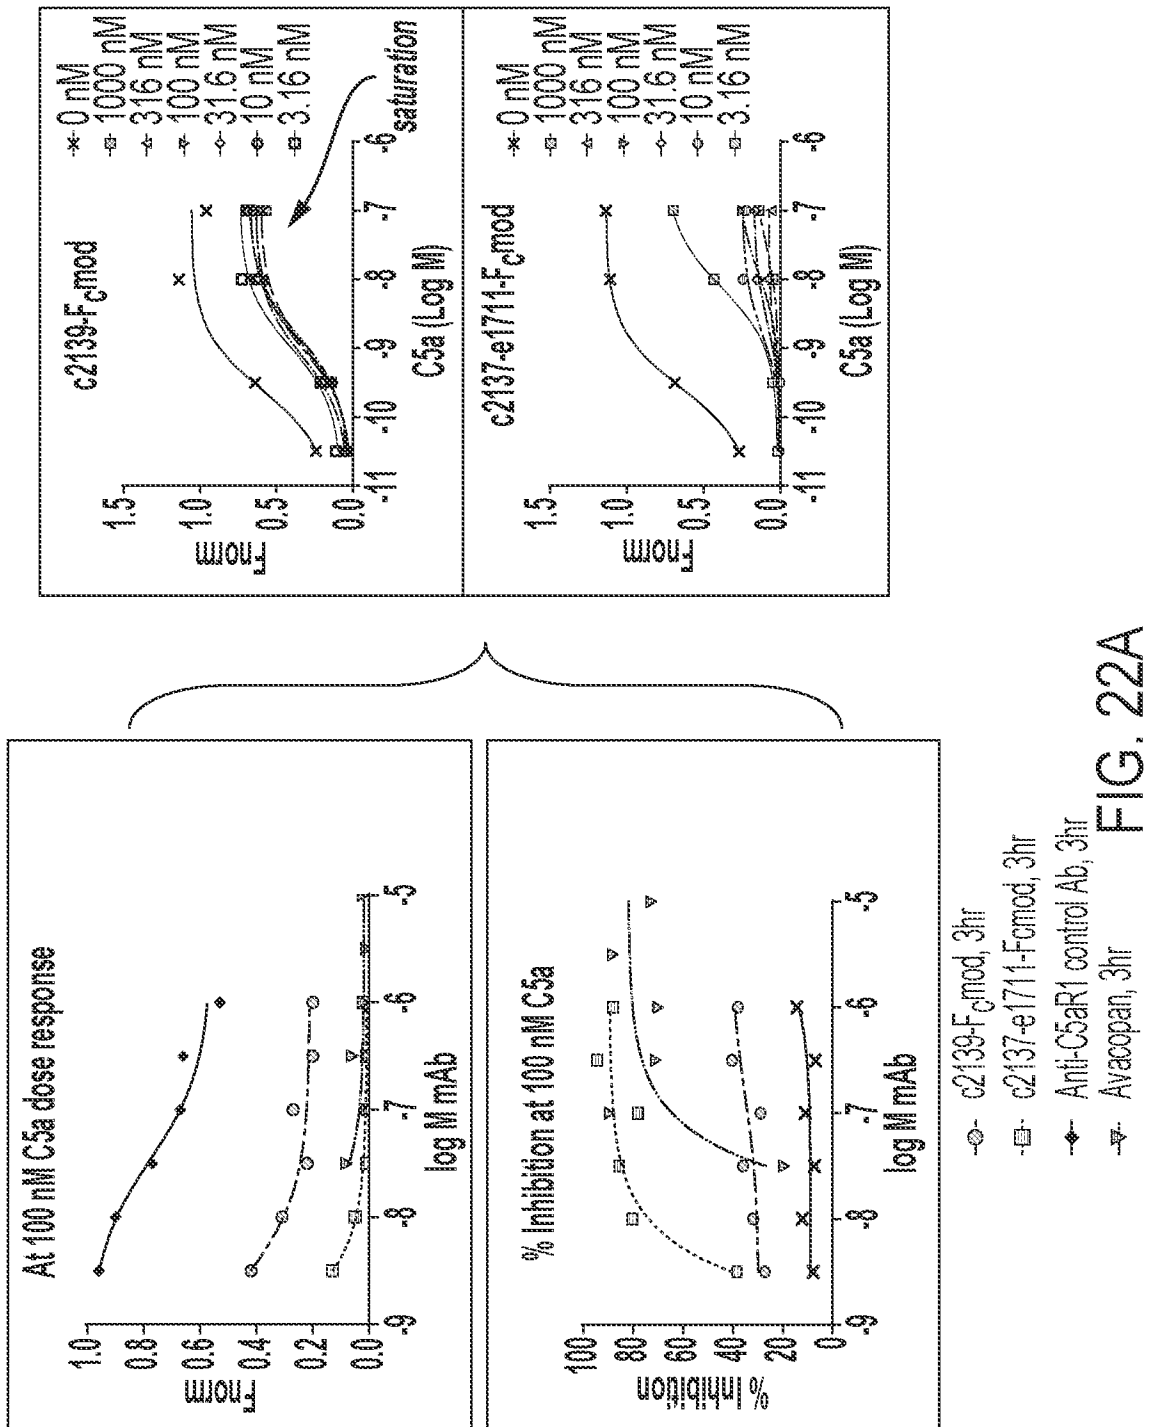 At 100 nM C5a dose response
Fnorm
1.0
0.8
0.6
0.4
0.2
0.0
-9
-8
-7
-6
-5
log M mAb
% Inhibition at 100 nM C5a
% Inhibition
100
80
60
40
20
0
-9
-8
-7
-6
-5
log M mAb
c2139-FCmod, 3hr
c2137-e1711-Fcmod, 3hr
Anti-C5aR1 control Ab, 3hr
Avacopan, 3hr
c2139-FCmod
Fnorm
1.5
1.0
0.5
0.0
-11
-10
-9
-8
-7
-6
C5a (Log M)
0 nM
1000 nM
316 nM
100 nM
31.6 nM
10 nM
3.16 nM
saturation
c2137-e1711-FCmod
Fnorm
1.5
1.0
0.5
0.0
-11
-10
-9
-8
-7
-6
C5a (Log M)
0 nM
1000 nM
316 nM
100 nM
31.6 nM
10 nM
3.16 nM
FIG. 22A